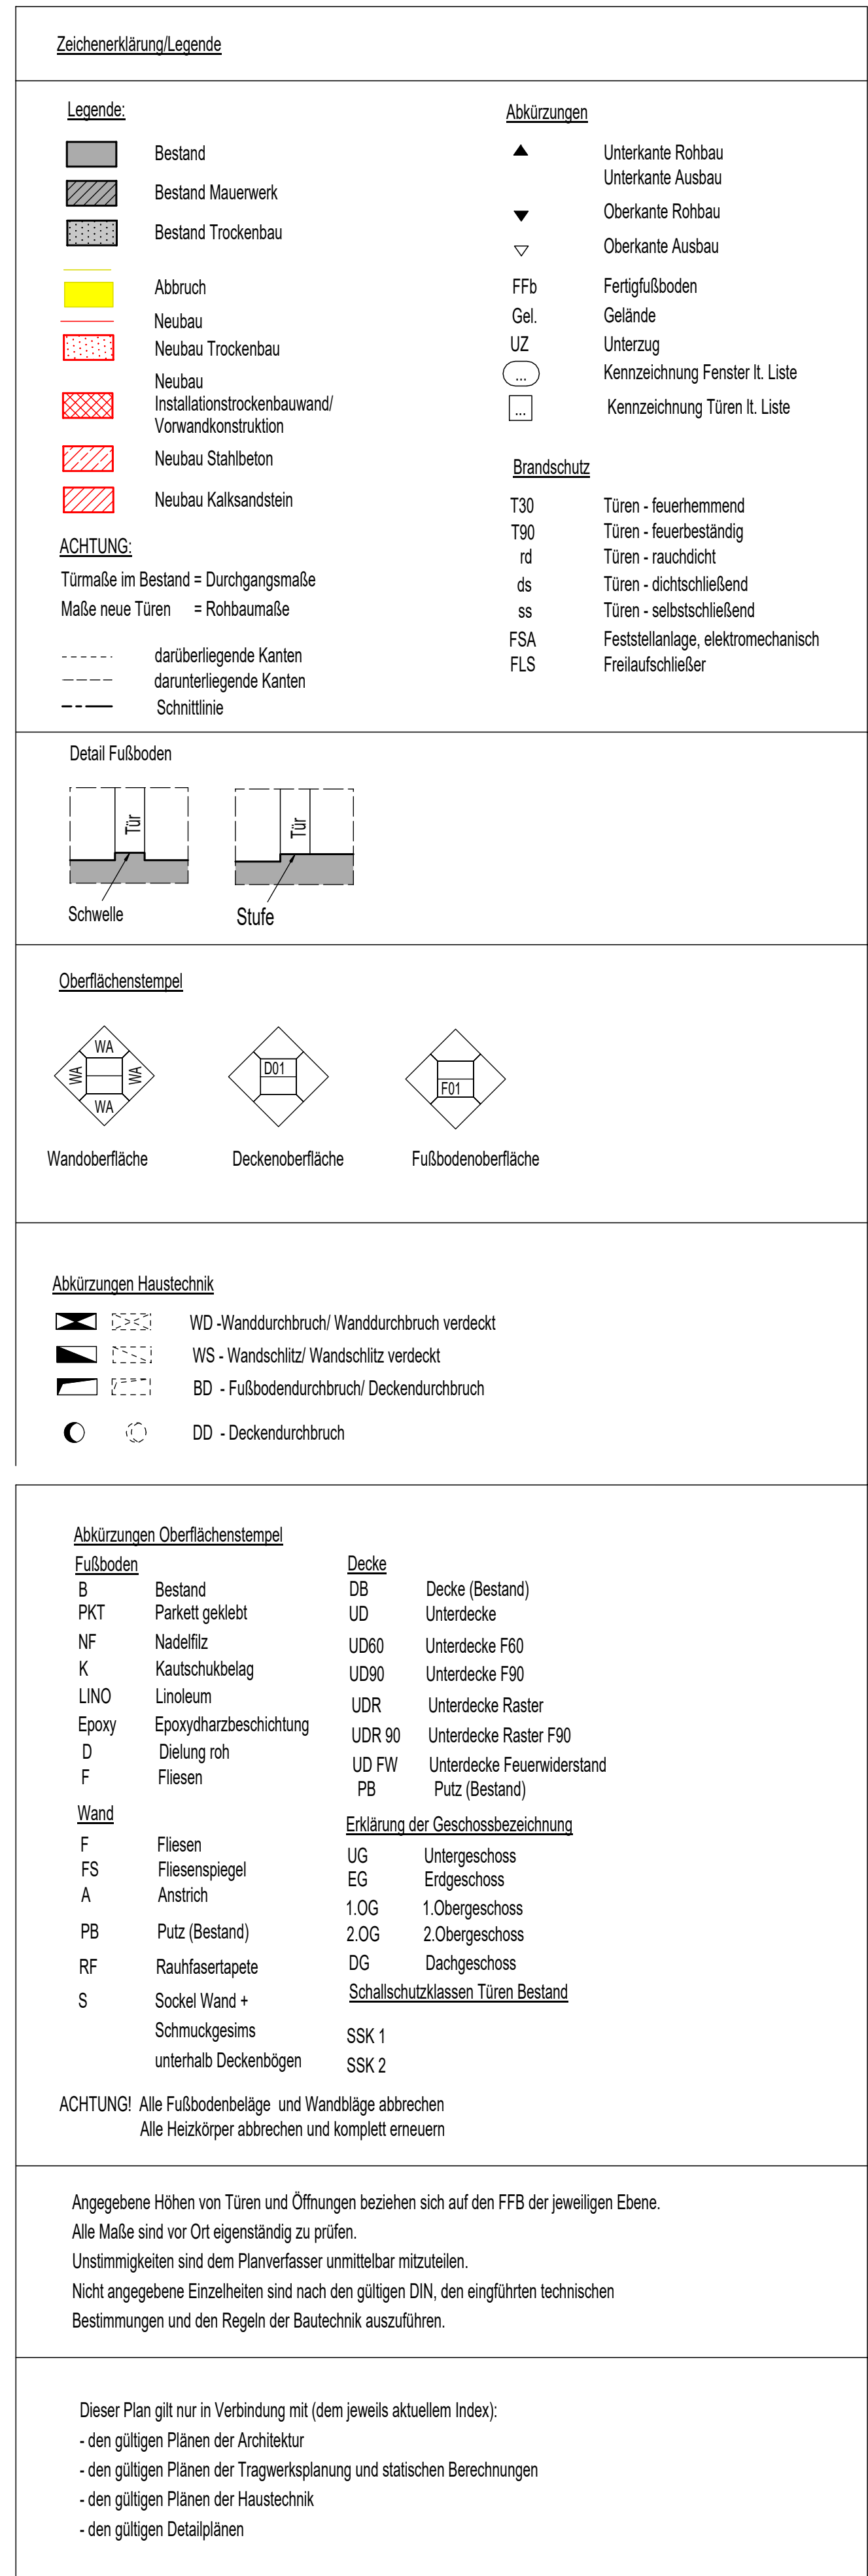 Zeichenerklärung/Legende
Legende:
Bestand
Bestand Mauerwerk
Bestand Trockenbau
Abbruch
Neubau
Neubau Trockenbau
Neubau
Installationstrockenbauwand/
Vorwandkonstruktion
Neubau Stahlbeton
Neubau Kalksandstein
ACHTUNG:
Türmaße im Bestand = Durchgangsmaße
Maße neue Türen = Rohbaumaße
darüberliegende Kanten
darunterliegende Kanten
Schnittlinie
Abkürzungen
Unterkante Rohbau
Unterkante Ausbau
Oberkante Rohbau
Oberkante Ausbau
FFb Fertigfußboden
Gel. Gelände
UZ Unterzug
... Kennzeichnung Fenster lt. Liste
... Kennzeichnung Türen lt. Liste
Brandschutz
T30 Türen - feuerhemmend
T90 Türen - feuerbeständig
rd Türen - rauchdicht
ds Türen - dichtschließend
ss Türen - selbstschließend
FSA Feststellanlage, elektromechanisch
FLS Freilaufschließer
Detail Fußboden
Tür
Tür
Schwelle
Stufe
Oberflächenstempel
WA
WA
WA
WA
D01
F01
Wandoberfläche
Deckenoberfläche
Fußbodenoberfläche
Abkürzungen Haustechnik
WD -Wanddurchbruch/ Wanddurchbruch verdeckt
WS - Wandschlitz/ Wandschlitz verdeckt
BD - Fußbodendurchbruch/ Deckendurchbruch
DD - Deckendurchbruch
Abkürzungen Oberflächenstempel
Fußboden
B Bestand
PKT Parkett geklebt
NF Nadelfilz
K Kautschukbelag
LINO Linoleum
Epoxy Epoxydharzbeschichtung
D Dielung roh
F Fliesen
Wand
F Fliesen
FS Fliesenspiegel
A Anstrich
PB Putz (Bestand)
RF Rauhfasertapete
S Sockel Wand +
Schmuckgesims
unterhalb Deckenbögen
Decke
DB Decke (Bestand)
UD Unterdecke
UD60 Unterdecke F60
UD90 Unterdecke F90
UDR Unterdecke Raster
UDR 90 Unterdecke Raster F90
UD FW Unterdecke Feuerwiderstand
PB Putz (Bestand)
Erklärung der Geschossbezeichnung
UG Untergeschoss
EG Erdgeschoss
1.OG 1.Obergeschoss
2.OG 2.Obergeschoss
DG Dachgeschoss
Schallschutzklassen Türen Bestand
SSK 1
SSK 2
ACHTUNG! Alle Fußbodenbeläge und Wandbläge abbrechen
Alle Heizkörper abbrechen und komplett erneuern
Angegebene Höhen von Türen und Öffnungen beziehen sich auf den FFB der jeweiligen Ebene.
Alle Maße sind vor Ort eigenständig zu prüfen.
Unstimmigkeiten sind dem Planverfasser unmittelbar mitzuteilen.
Nicht angegebene Einzelheiten sind nach den gültigen DIN, den eingführten technischen
Bestimmungen und den Regeln der Bautechnik auszuführen.
Dieser Plan gilt nur in Verbindung mit (dem jeweils aktuellem Index):
- den gültigen Plänen der Architektur
- den gültigen Plänen der Tragwerksplanung und statischen Berechnungen
- den gültigen Plänen der Haustechnik
- den gültigen Detailplänen